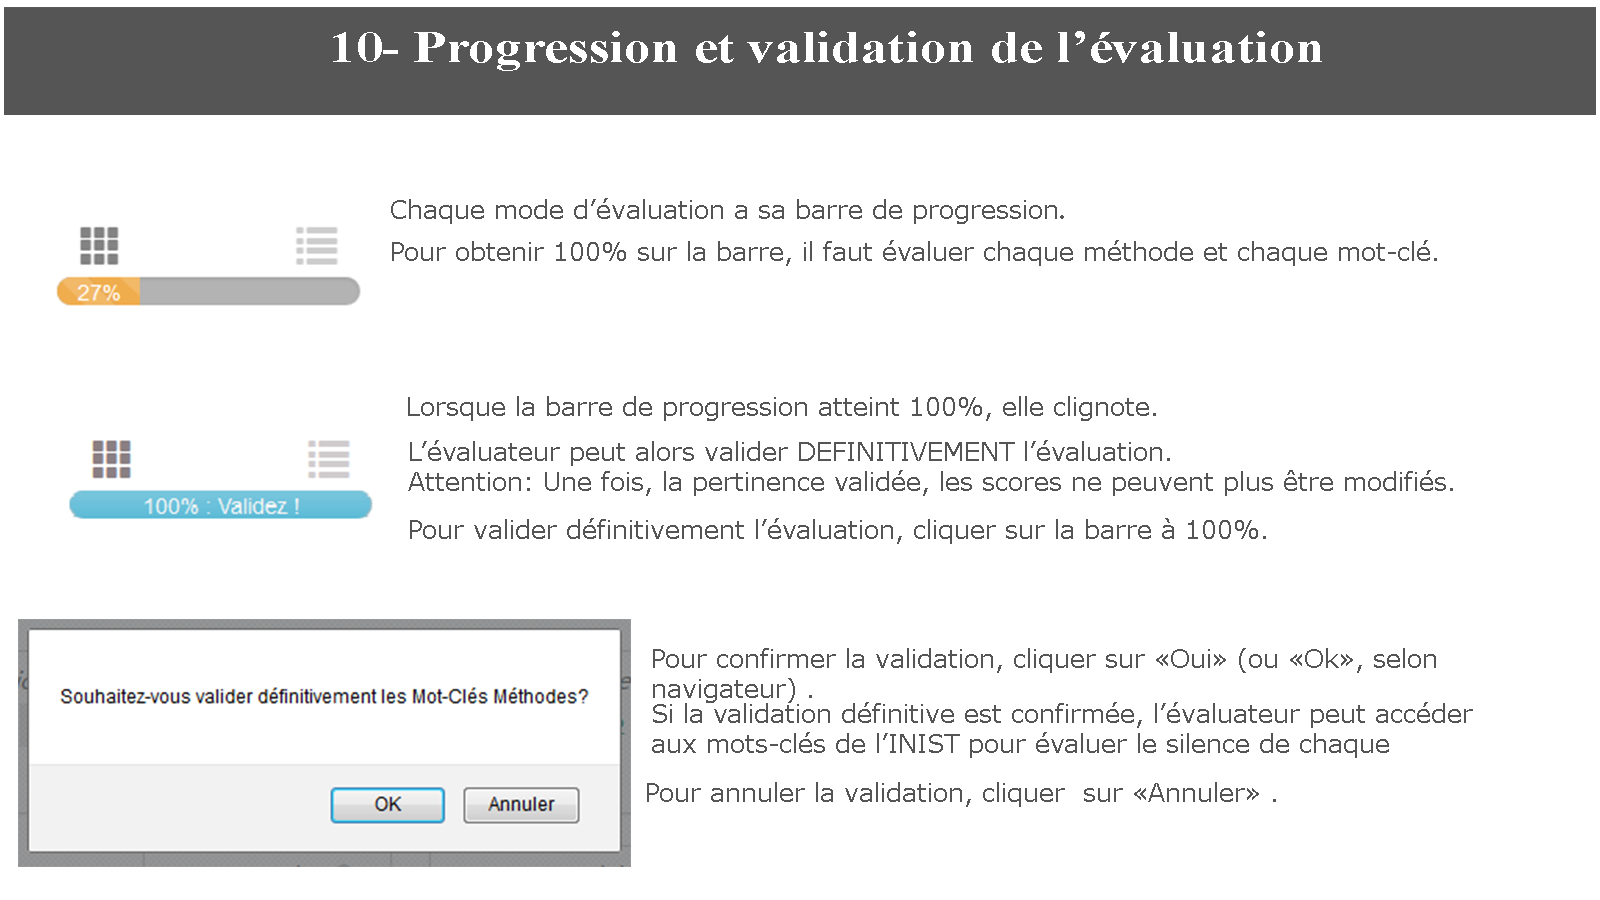 10- Progression et validation de l’évaluation
Chaque mode d’évaluation a sa barre de progression.
Pour obtenir 100% sur la barre, il faut évaluer chaque méthode et chaque mot-clé.
27%
Lorsque la barre de progression atteint 100%, elle clignote.
L’évaluateur peut alors valider DEFINITIVEMENT l’évaluation.
Attention: Une fois, la pertinence validée, les scores ne peuvent plus être modifiés.
100% : Validez !
Pour valider définitivement l’évaluation, cliquer sur la barre à 100%.
Souhaitez-vous valider définitivement les Mot-Clés Méthodes?
OK
Annuler
Pour confirmer la validation, cliquer sur «Oui» (ou «Ok», selon
navigateur) .
Si la validation définitive est confirmée, l’évaluateur peut accéder
aux mots-clés de l’INIST pour évaluer le silence de chaque
Pour annuler la validation, cliquer  sur «Annuler» .